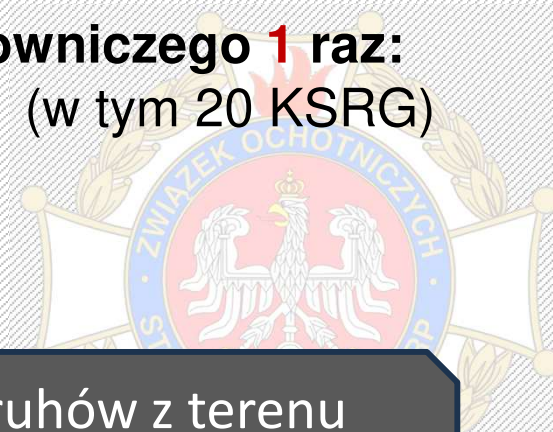 owniczego 1 raz:
(w tym 20 KSRG)
ZWIĄZEK OCHOTNICZYCH
ruhów z terenu